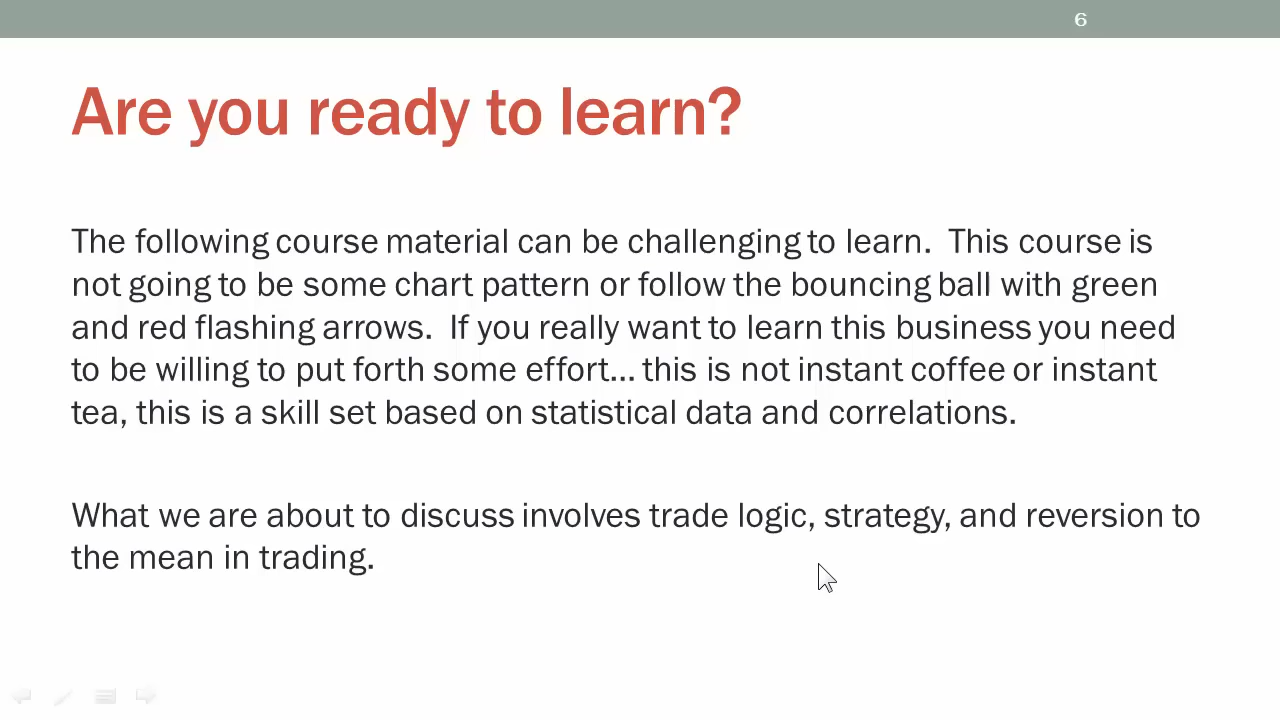 6
Are you ready to learn?
The following course material can be challenging to learn.  This course is
not going to be some chart pattern or follow the bouncing ball with green
and red flashing arrows.  If you really want to learn this business you need
to be willing to put forth some effort... this is not instant coffee or instant
tea, this is a skill set based on statistical data and correlations.
What we are about to discuss involves trade logic, strategy, and reversion to
the mean in trading.